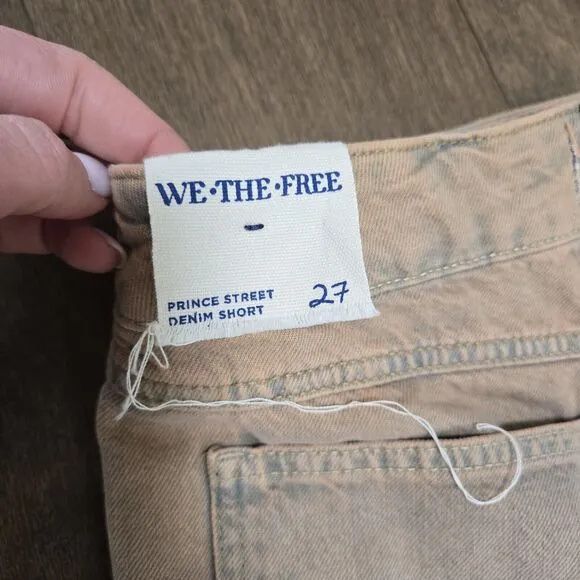 WE•THE•FREE
PRINCE STREET
DENIM SHORT
27